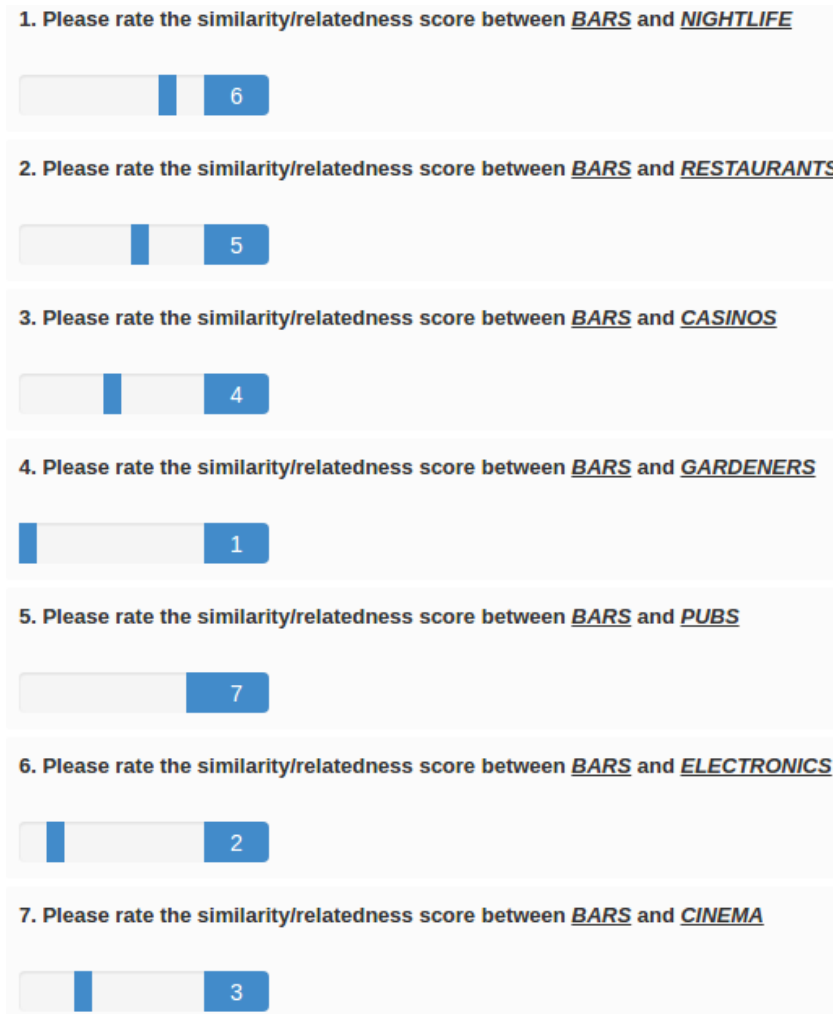 1. Please rate the similarity/relatedness score between BARS and NIGHTLIFE
6
2. Please rate the similarity/relatedness score between BARS and RESTAURANTS
5
3. Please rate the similarity/relatedness score between BARS and CASINOS
4
4. Please rate the similarity/relatedness score between BARS and GARDENERS
1
5. Please rate the similarity/relatedness score between BARS and PUBS
7
6. Please rate the similarity/relatedness score between BARS and ELECTRONICS
2
7. Please rate the similarity/relatedness score between BARS and CINEMA
3